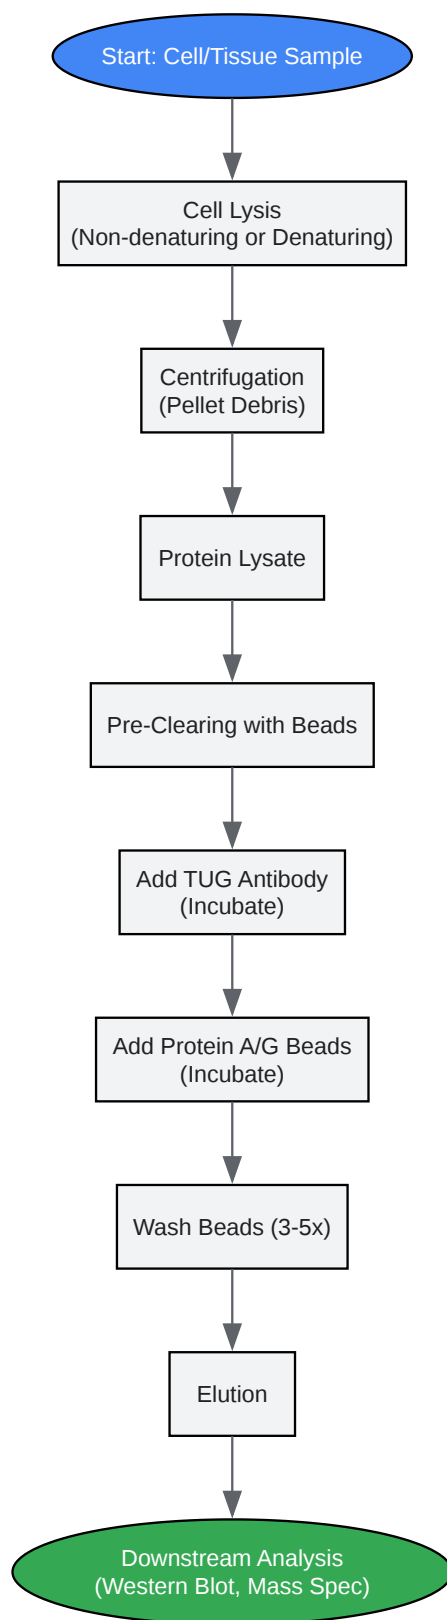 Start: Cell/Tissue Sample
Cell Lysis
(Non-denaturing or Denaturing)
Centrifugation
(Pellet Debris)
Protein Lysate
Pre-Clearing with Beads
Add TUG Antibody
(Incubate)
Add Protein A/G Beads
(Incubate)
Wash Beads (3-5x)
Elution
Downstream Analysis
(Western Blot, Mass Spec)